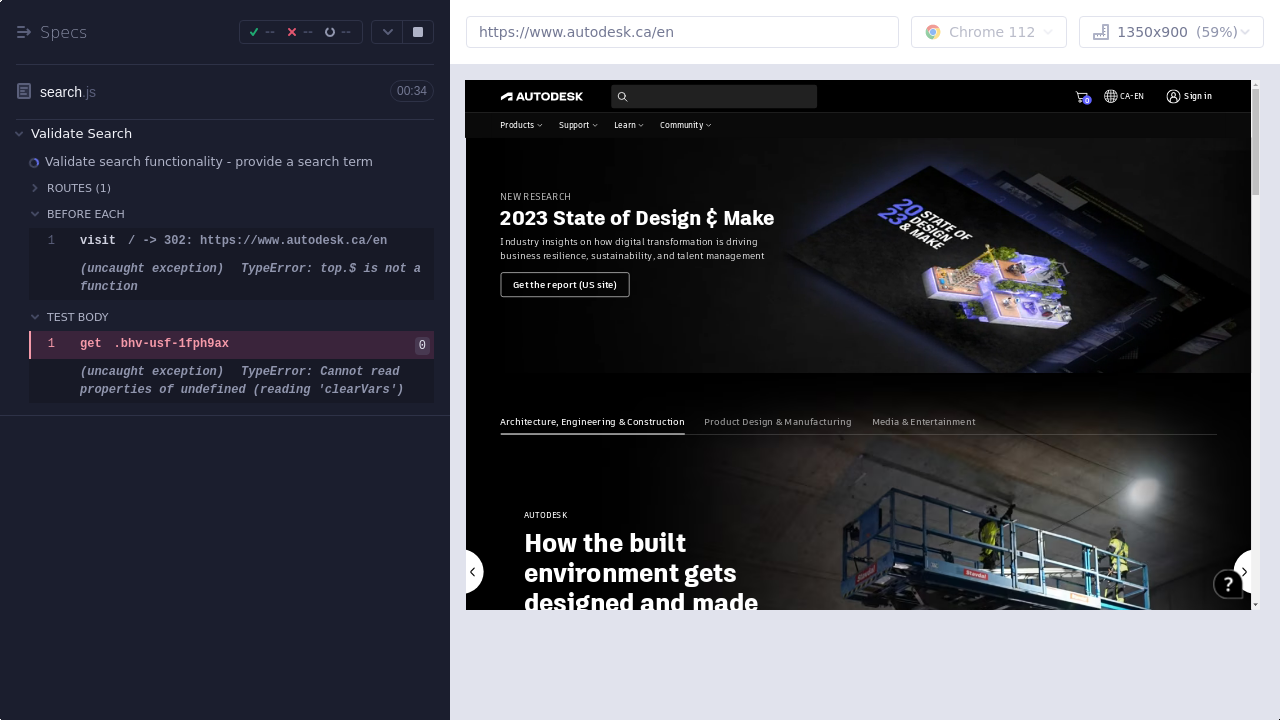 Specs
--
--
--
search.js
00:34
Validate Search
Validate search functionality - provide a search term
ROUTES (1)
BEFORE EACH
1 visit / -> 302: https://www.autodesk.ca/en
(uncaught exception) TypeError: top.$ is not a
function
TEST BODY
1 get .bhv-usf-1fph9ax 0
(uncaught exception) TypeError: Cannot read
properties of undefined (reading 'clearVars')
https://www.autodesk.ca/en
Chrome 112
1350x900 (59%)
AUTODESK
0
CA-EN
Sign in
Products
Support
Learn
Community
NEW RESEARCH
2023 State of Design & Make
Industry insights on how digital transformation is driving
business resilience, sustainability, and talent management
Get the report (US site)
2023
STATE OF
DESIGN
& MAKE
Architecture, Engineering & Construction
Product Design & Manufacturing
Media & Entertainment
AUTODESK
How the built
environment gets
designed and made
Stavdal
?